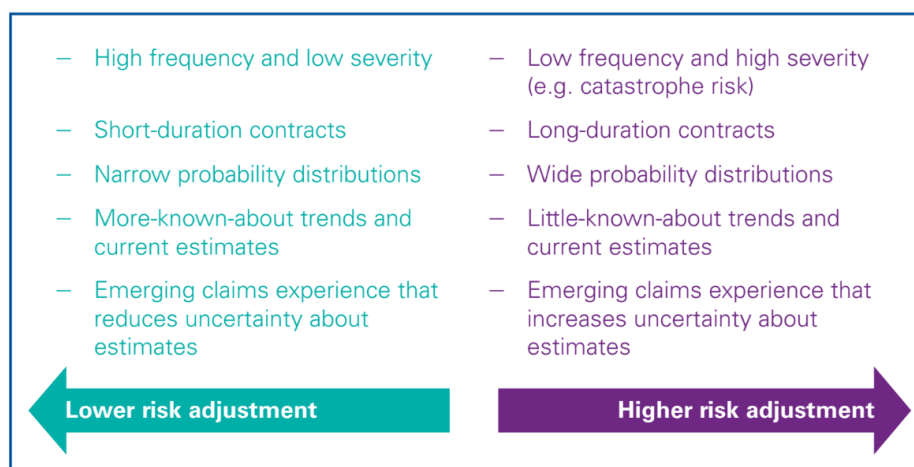 — High frequency and low severity
— Short-duration contracts
— Narrow probability distributions
— More-known-about trends and
current estimates
— Emerging claims experience that
reduces uncertainty about
estimates
Lower risk adjustment
— Low frequency and high severity
(e.g. catastrophe risk)
— Long-duration contracts
— Wide probability distributions
— Little-known-about trends and
current estimates
— Emerging claims experience that
increases uncertainty about
estimates
Higher risk adjustment